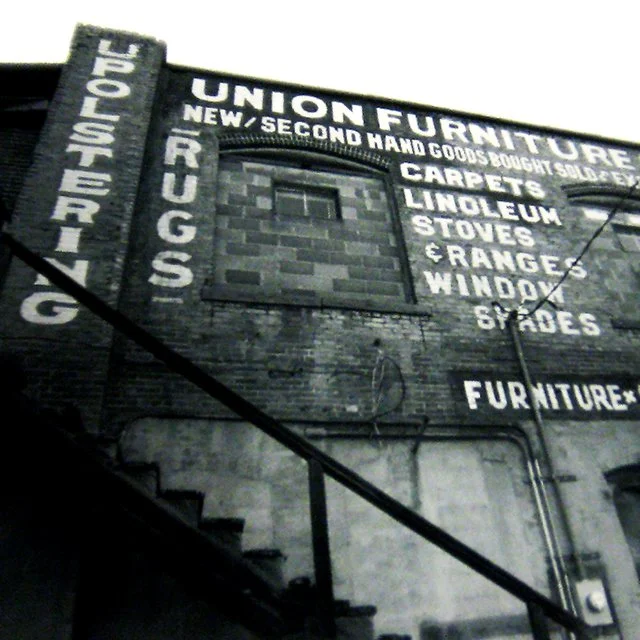 UPOLSTERING
RUGS
UNION FURNITURE
NEW/SECOND HAND GOODS BOUGHT SOLD
CARPETS
LINOLEUM
STOVES
& RANGES
WINDOW
SHADES
FURNITURE